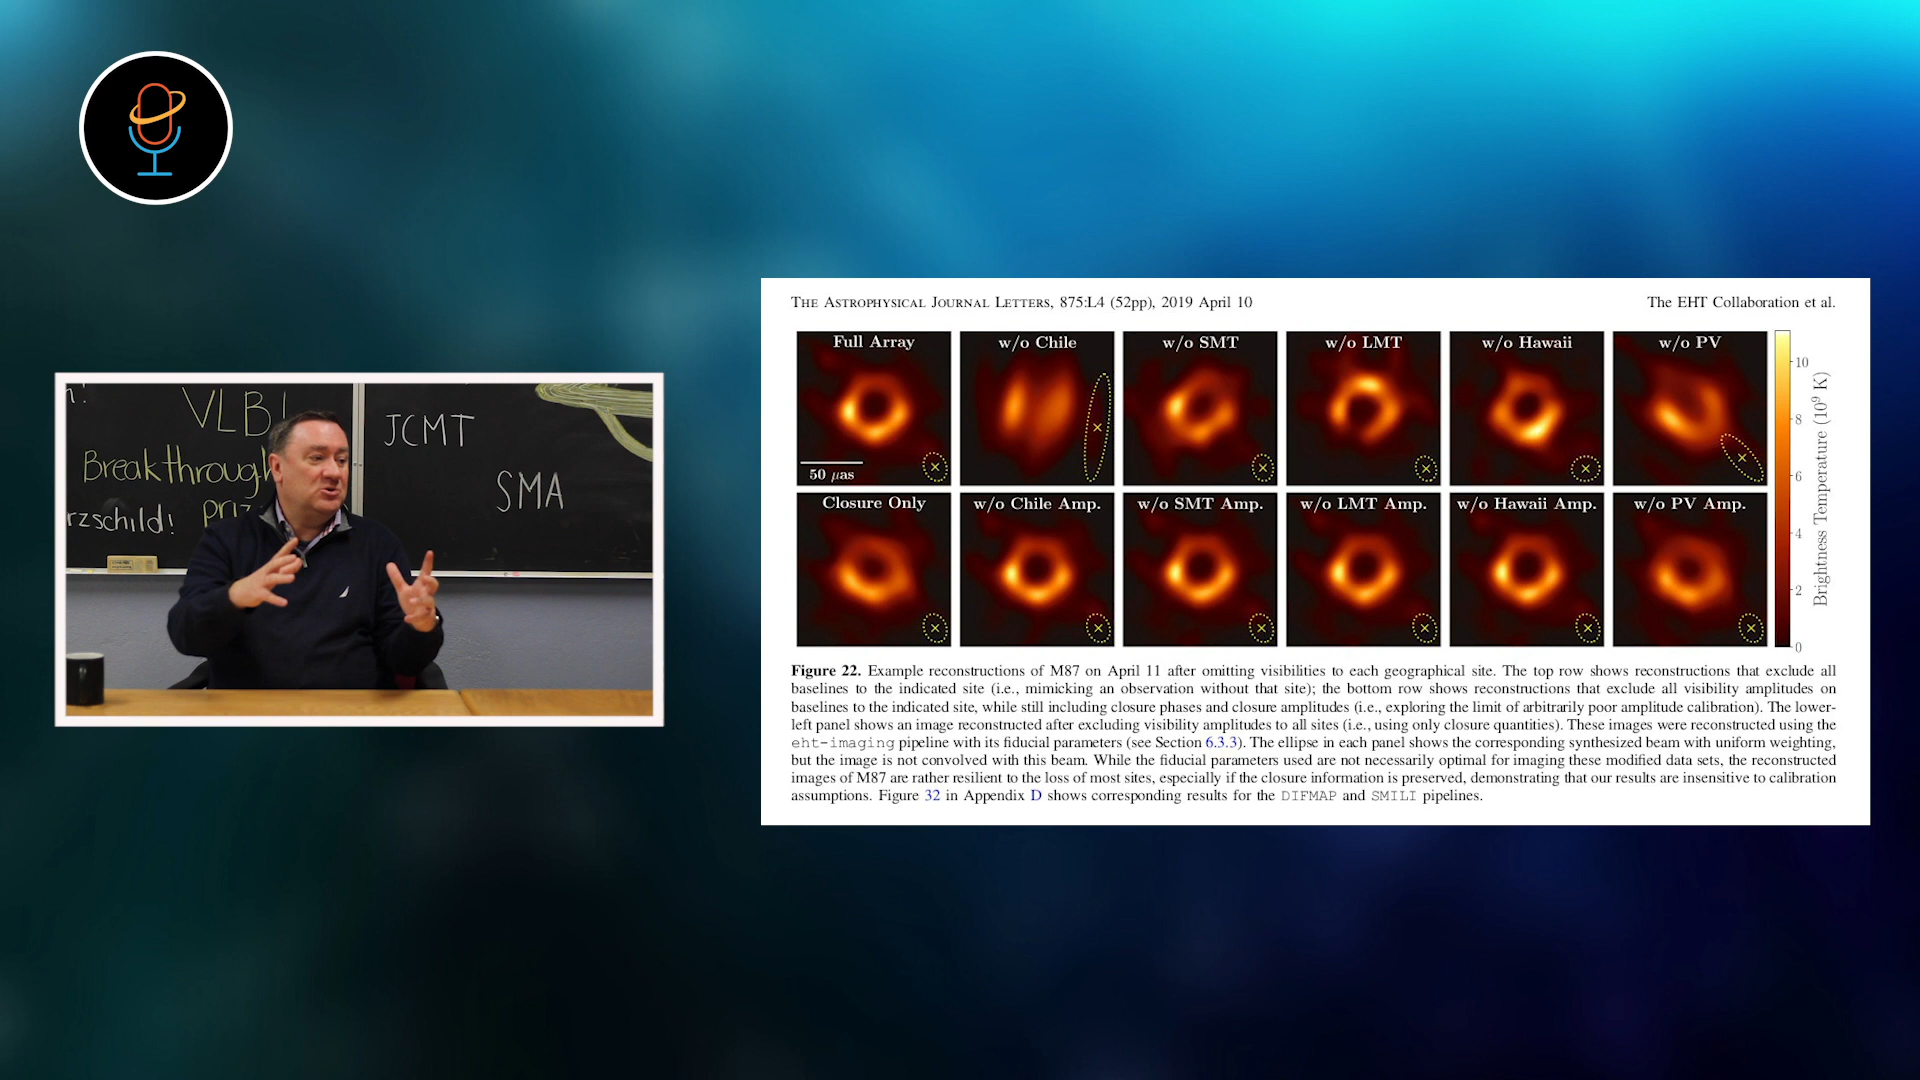 n!
VLB!
Breakthrough
rzschild!
priz
JCMT
SMA
THE ASTROPHYSICAL JOURNAL LETTERS, 875:L4 (52pp), 2019 April 10
The EHT Collaboration et al.
Full Array
w/o Chile
w/o SMT
w/o LMT
w/o Hawaii
w/o PV
50 μas
Closure Only
w/o Chile Amp.
w/o SMT Amp.
w/o LMT Amp.
w/o Hawaii Amp.
w/o PV Amp.
10
8
6
4
2
0
Brightness Temperature (10⁹ K)
Figure 22. Example reconstructions of M87 on April 11 after omitting visibilities to each geographical site. The top row shows reconstructions that exclude all
baselines to the indicated site (i.e., mimicking an observation without that site); the bottom row shows reconstructions that exclude all visibility amplitudes on
baselines to the indicated site, while still including closure phases and closure amplitudes (i.e., exploring the limit of arbitrarily poor amplitude calibration). The lower-
left panel shows an image reconstructed after excluding visibility amplitudes to all sites (i.e., using only closure quantities). These images were reconstructed using the
eht-imaging pipeline with its fiducial parameters (see Section 6.3.3). The ellipse in each panel shows the corresponding synthesized beam with uniform weighting,
but the image is not convolved with this beam. While the fiducial parameters used are not necessarily optimal for imaging these modified data sets, the reconstructed
images of M87 are rather resilient to the loss of most sites, especially if the closure information is preserved, demonstrating that our results are insensitive to calibration
assumptions. Figure 32 in Appendix D shows corresponding results for the DIFMAP and SMILI pipelines.